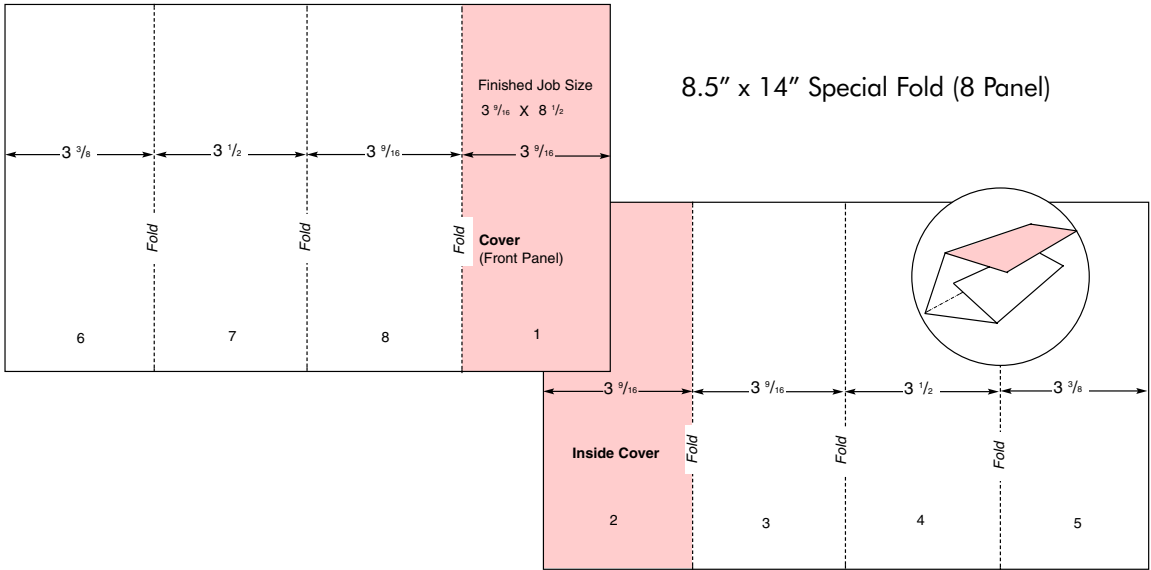 8.5” x 14” Special Fold (8 Panel)
Finished Job Size
3 9/16 X 8 1/2
3 3/8
3 1/2
3 9/16
3 9/16
Fold
Fold
Fold
Cover
(Front Panel)
6
7
8
1
3 9/16
3 9/16
3 1/2
3 3/8
Fold
Fold
Fold
Inside Cover
2
3
4
5